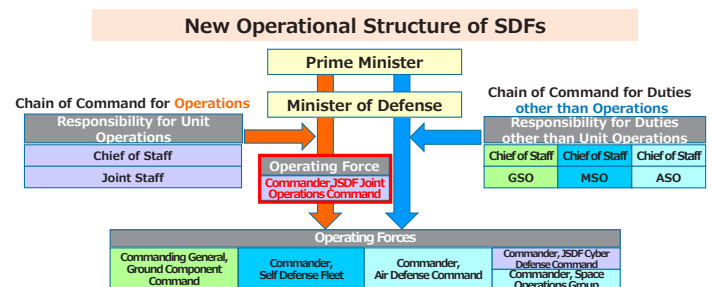 New Operational Structure of SDFs
Prime Minister
Minister of Defense
Chain of Command for Operations
Responsibility for Unit
Operations
Chief of Staff
Joint Staff
Chain of Command for Duties
other than Operations
Responsibility for Duties
other than Unit Operations
Chief of Staff Chief of Staff Chief of Staff
GSO MSO ASO
Operating Force
Commander,JSDF Joint
Operations Command
Operating Forces
Commanding General,
Ground Component
Command
Commander,
Self Defense Fleet
Commander,
Air Defense Command
Commander, JSDF Cyber
Defense Command
Commander, Space
Operations Group